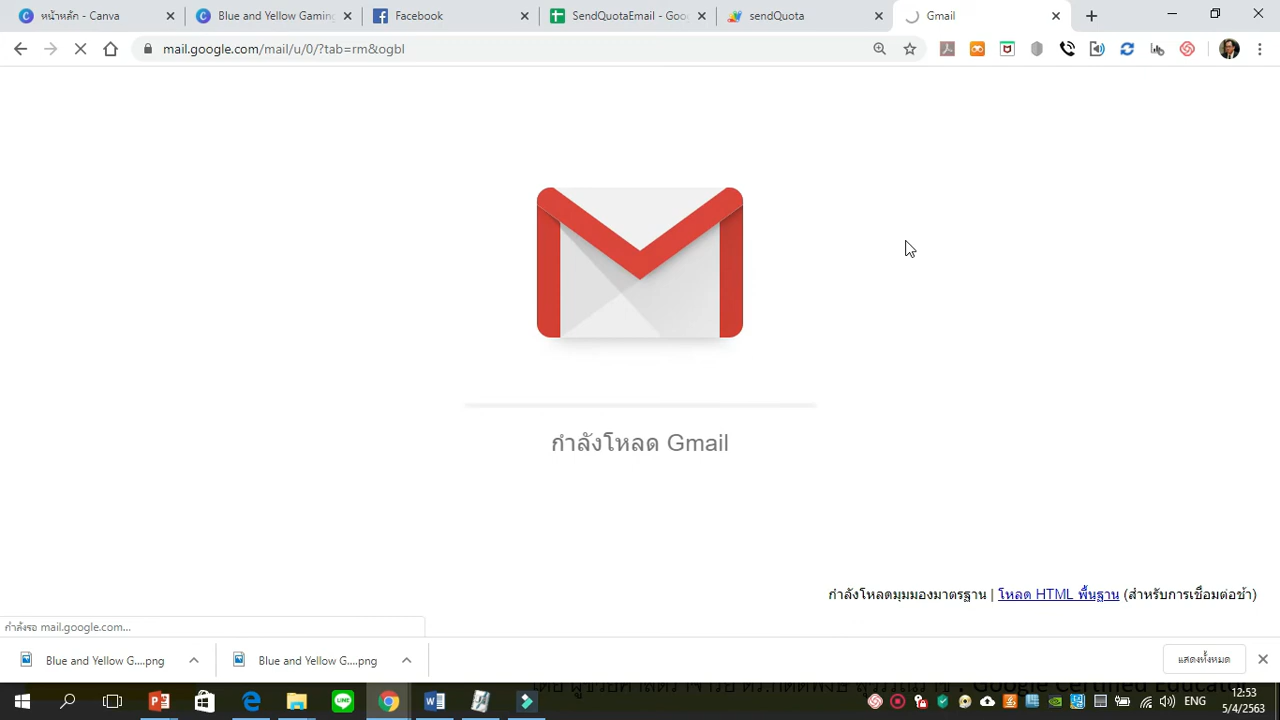 หน้าหลัก - Canva
Blue and Yellow Gaming
Facebook
SendQuotaEmail - Goo
sendQuota
Gmail
mail.google.com/mail/u/0/?tab=rm&ogbl
กำลังโหลด Gmail
กำลังโหลดมุมมองมาตรฐาน | โหลด HTML พื้นฐาน (สำหรับการเชื่อมต่อช้า)
กำลังรอ mail.google.com...
Blue and Yellow G....png
Blue and Yellow G....png
แสดงทั้งหมด
Google Certified Educator
ENG
12:53
5/4/2563